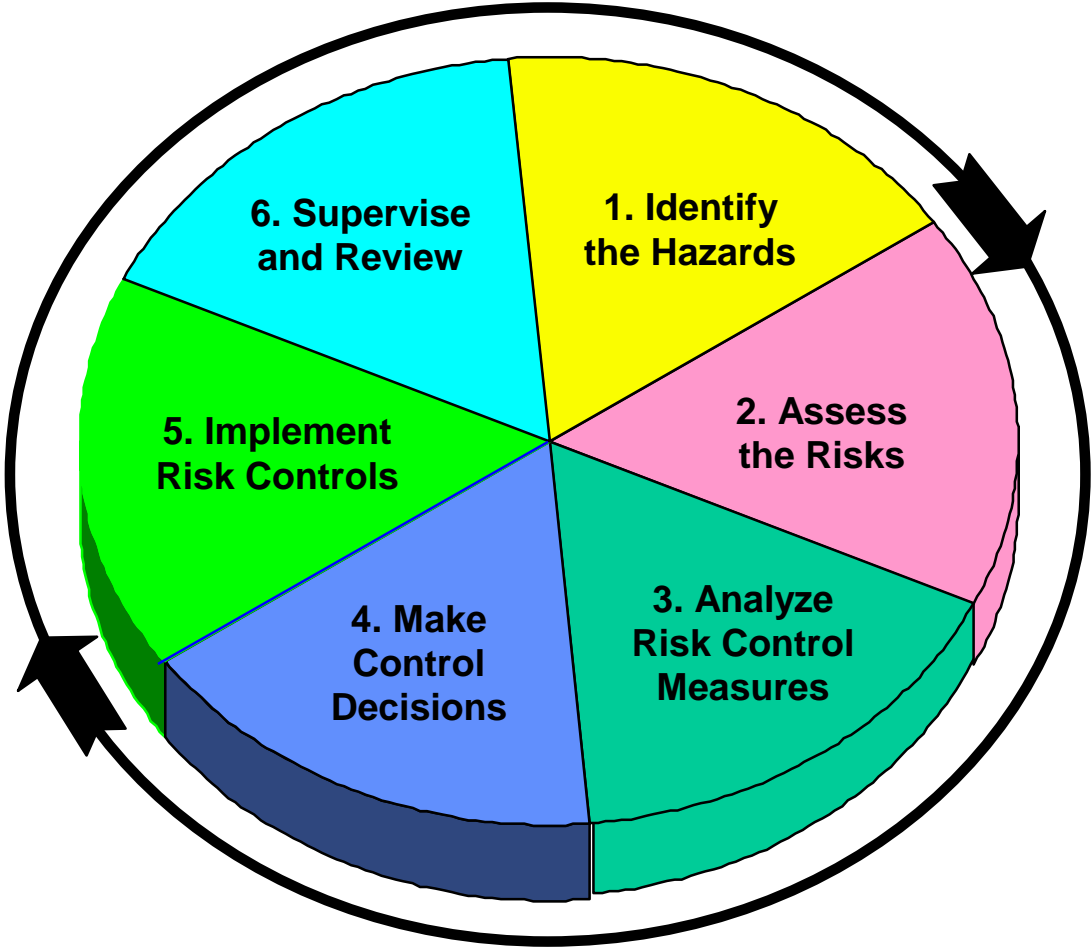 1. Identify
the Hazards
2. Assess
the Risks
3. Analyze
Risk Control
Measures
4. Make
Control
Decisions
5. Implement
Risk Controls
6. Supervise
and Review